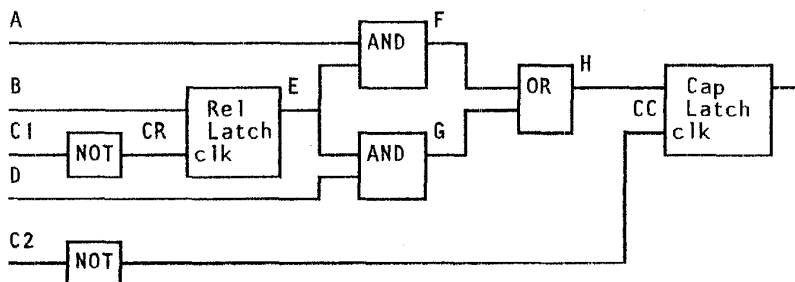 A
AND
F
B
Rel
Latch
clk
E
OR
H
Cap
Latch
clk
CC
C1
NOT
CR
AND
G
D
C2
NOT